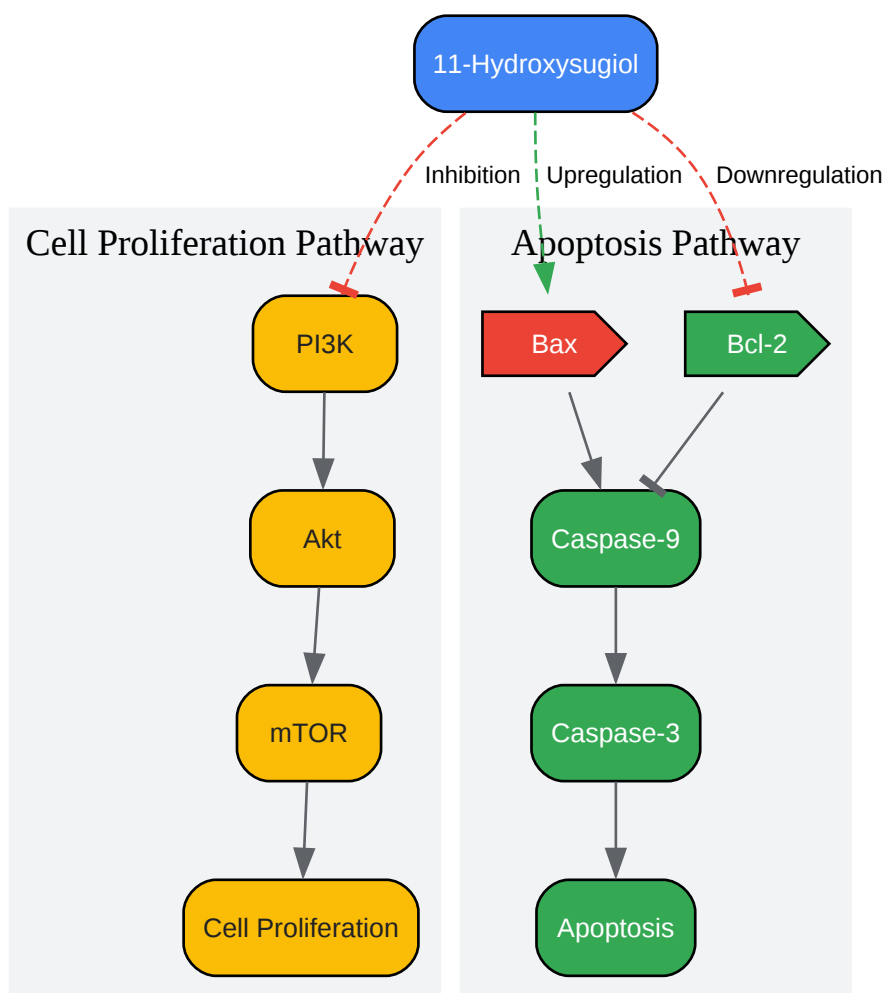 11-Hydroxysugiol
Inhibition
Upregulation
Downregulation
Cell Proliferation Pathway
Apoptosis Pathway
PI3K
Bax
Bcl-2
Akt
Caspase-9
mTOR
Caspase-3
Cell Proliferation
Apoptosis